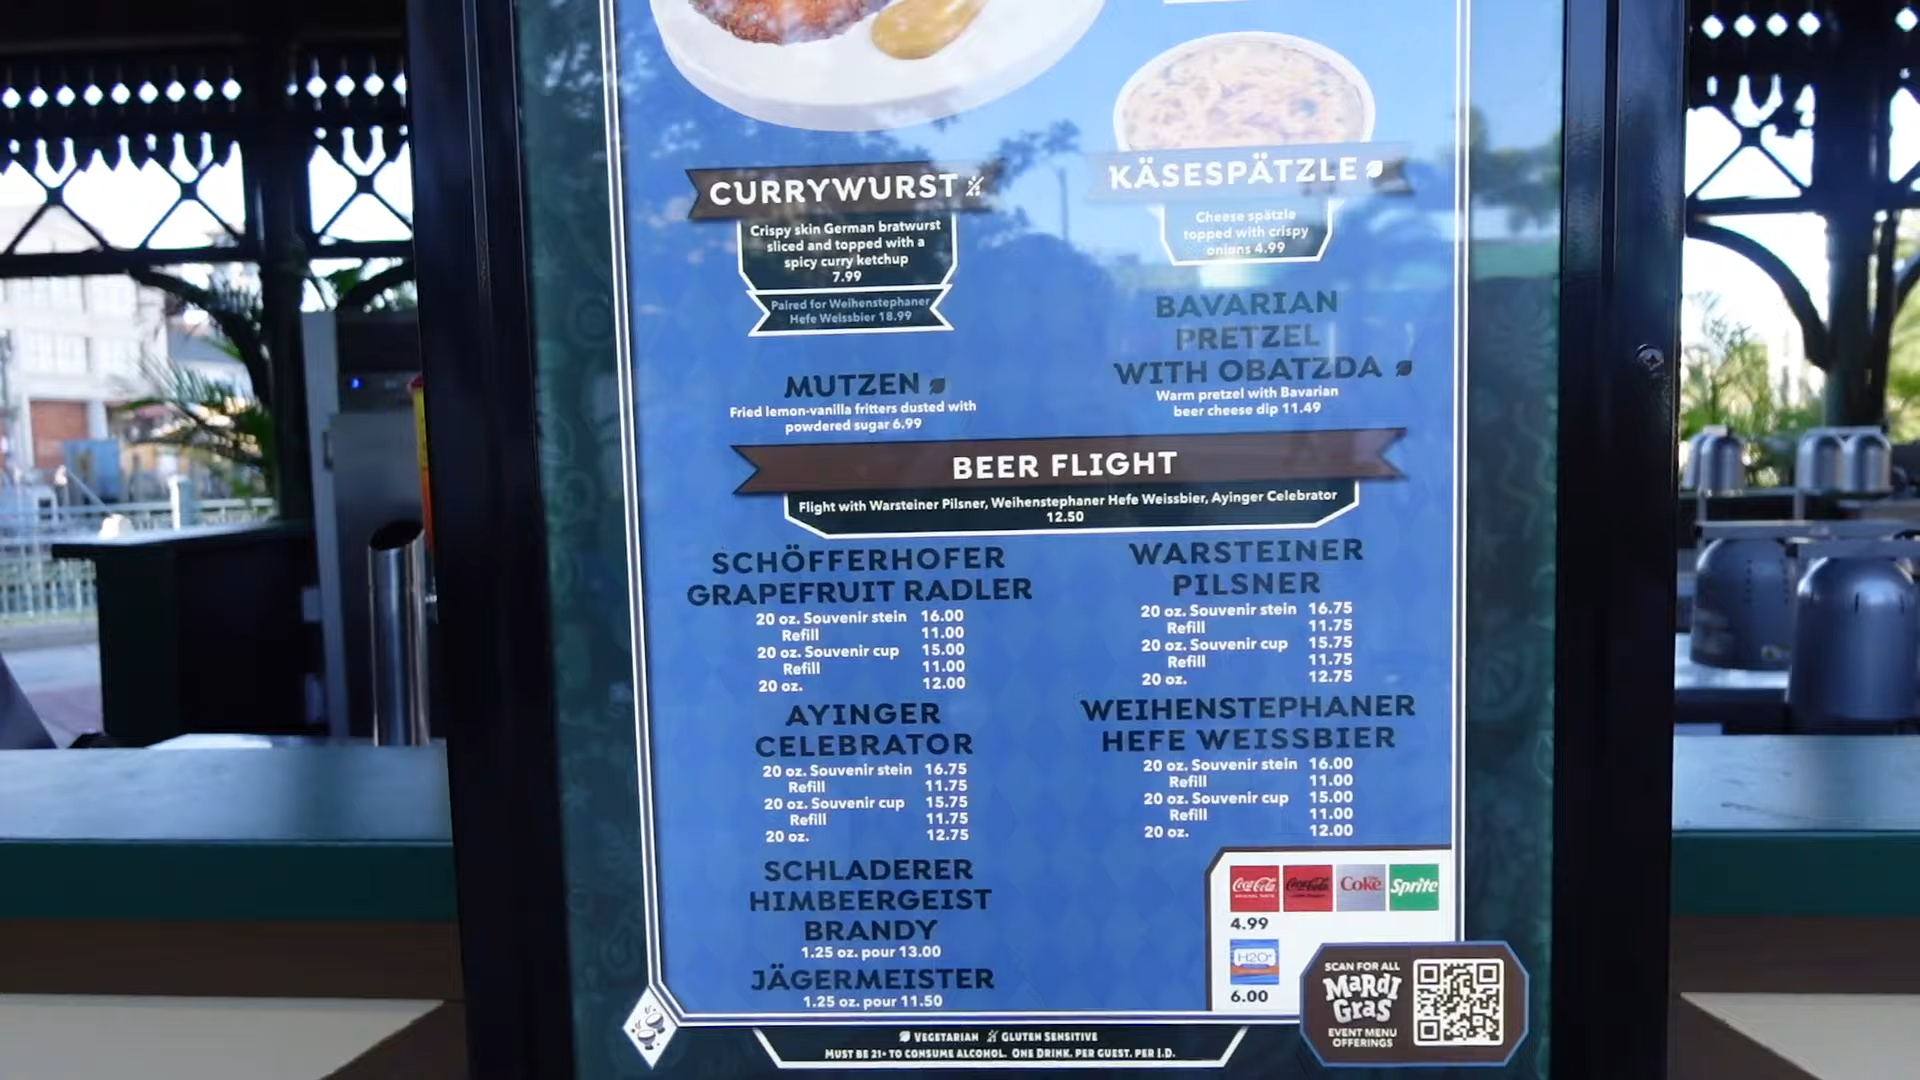 CURRYWURST
Crispy skin German bratwurst
sliced and topped with a
spicy curry ketchup
7.99
Paired for Weihenstephaner
Hefe Weissbier 18.99
MUTZEN
Fried lemon-vanilla fritters dusted with
powdered sugar 6.99
KÄSESPÄTZLE
Cheese spätzle
topped with crispy
onions 4.99
BAVARIAN
PRETZEL
WITH OBATZDA
Warm pretzel with Bavarian
beer cheese dip 11.49
BEER FLIGHT
Flight with Warsteiner Pilsner, Weihenstephaner Hefe Weissbier, Ayinger Celebrator
12.50
SCHÖFFERHOFER
GRAPEFRUIT RADLER
20 oz. Souvenir stein 16.00
Refill 11.00
20 oz. Souvenir cup 15.00
Refill 11.00
20 oz. 12.00
AYINGER
CELEBRATOR
20 oz. Souvenir stein 16.75
Refill 11.75
20 oz. Souvenir cup 15.75
Refill 11.75
20 oz. 12.75
SCHLADERER
HIMBEERGEIST
BRANDY
1.25 oz. pour 13.00
JÄGERMEISTER
1.25 oz. pour 11.50
WARSTEINER
PILSNER
20 oz. Souvenir stein 16.75
Refill 11.75
20 oz. Souvenir cup 15.75
Refill 11.75
20 oz. 12.75
WEIHENSTEPHANER
HEFE WEISSBIER
20 oz. Souvenir stein 16.00
Refill 11.00
20 oz. Souvenir cup 15.00
Refill 11.00
20 oz. 12.00
Coca-Cola Coca-Cola Coke Sprite
4.99
H2O+
6.00
SCAN FOR ALL
MARDI
GRAS
EVENT MENU
OFFERINGS
VEGETARIAN GLUTEN SENSITIVE
MUST BE 21+ TO CONSUME ALCOHOL. ONE DRINK, PER GUEST, PER I.D.